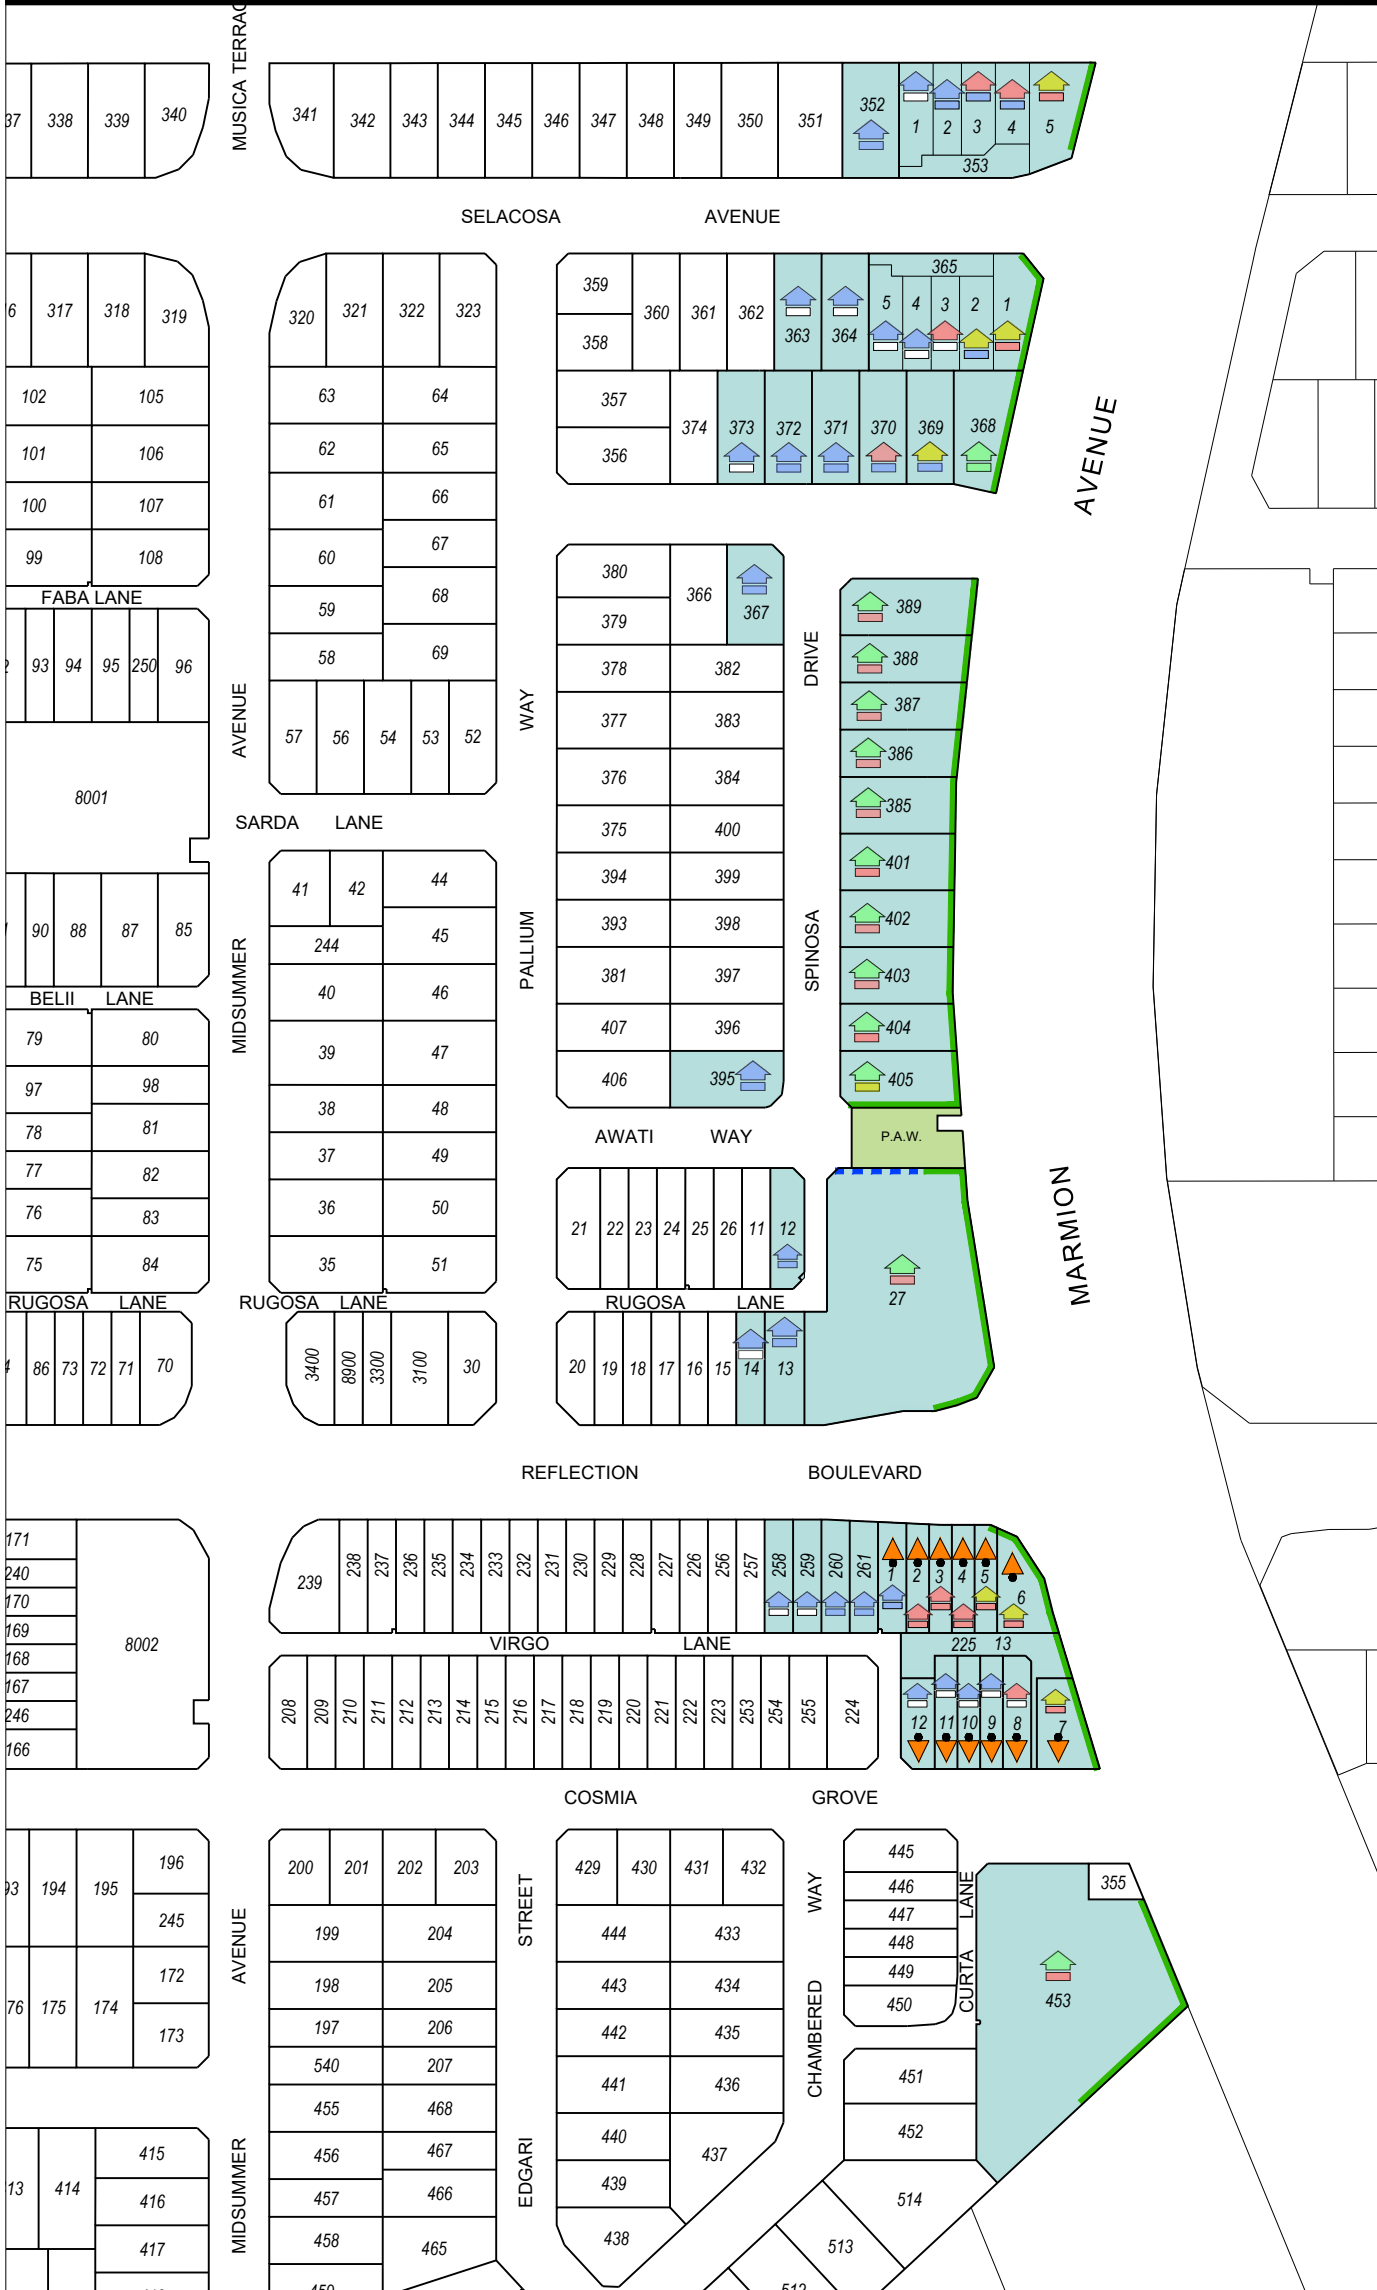 MUSICA TERRAC
37 338 339 340
341 342 343 344 345 346 347 348 349 350 351 352 1 2 3 4 5
353
SELACOSA AVENUE
317 318 319
320 321 322 323
359 360 361 362 363 364 365 5 4 3 2 1
358
102 105 63 64 357 374 373 372 371 370 369 368
101 106 62 65 356
100 107 61 66
99 108 60 67
FABA LANE
59 68
58 69
93 94 95 250 96
57 56 54 53 52
8001
AVENUE
WAY
DRIVE
AVENUE
380 366 367 389
379 388
378 382 387
377 383 386
376 384 385
375 400 401
394 399 402
393 398 403
381 397 404
407 396 405
406 395
SARDA LANE
41 42 44
244 45
40 46
39 47
38 48
37 49
36 50
35 51
90 88 87 85
BELII LANE
MIDSUMMER
PALLIUM
SPINOSA
79 80
97 98
78 81
77 82
76 83
75 84
AWATI WAY
P.A.W.
MARMION
21 22 23 24 25 26 11 12
27
RUGOSA LANE
RUGOSA LANE
RUGOSA LANE
86 73 72 71 70
3400 8900 3300 3100 30
20 19 18 17 16 15 14 13
REFLECTION BOULEVARD
171
240
170
169
168
167
246
166
8002
239 238 237 236 235 234 233 232 231 230 229 228 227 226 256 257 258 259 260 261 1 2 3 4 5 6
VIRGO LANE
225 13
208 209 210 211 212 213 214 215 216 217 218 219 220 221 222 223 253 254 255 224 12 11 10 9 8 7
COSMIA GROVE
93 194 195 196
245
76 175 174 172
173
AVENUE
200 201 202 203
199 204
198 205
197 206
540 207
455 468
456 467
457 466
458 465
459
STREET
429 430 431 432
444 433
443 434
442 435
441 436
440 437
439
438
WAY
CHAMBERED
445
446
447
448
449
450
451
452
CURTA LANE
355
453
514
513
512
13 414 415
416
417
MIDSUMMER
EDGARI